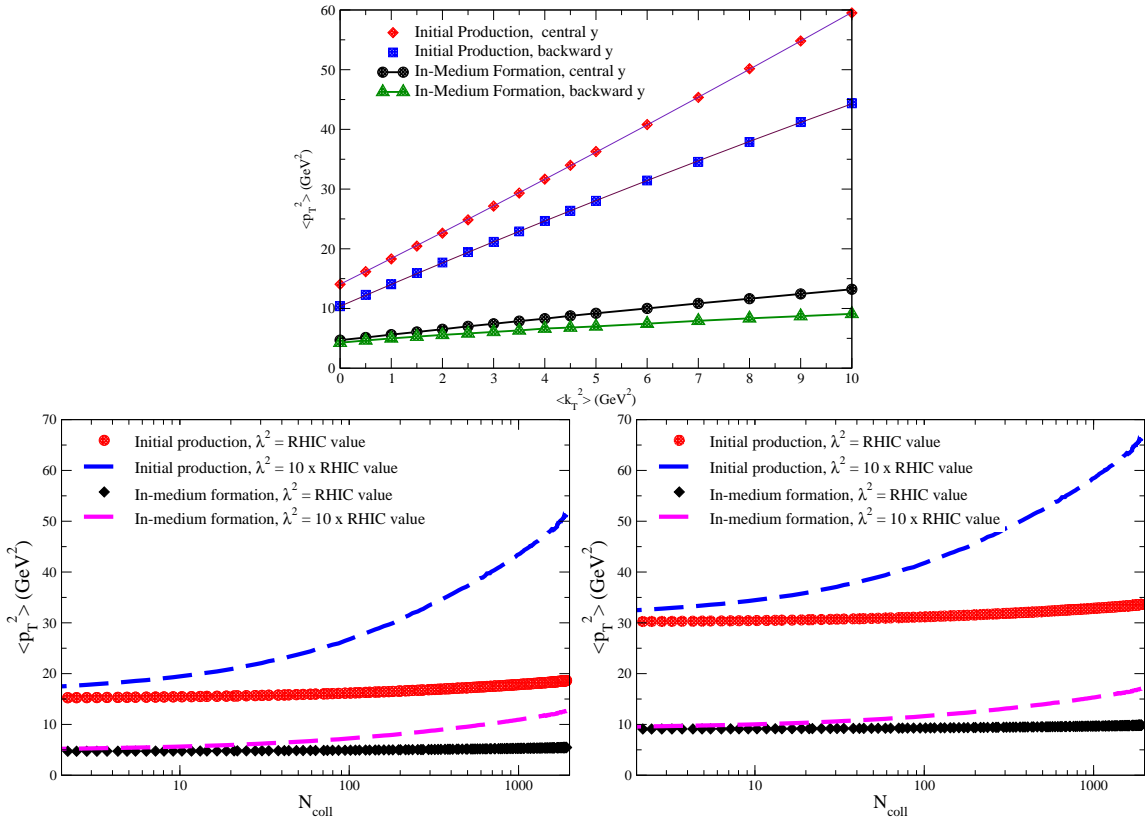 60
50
40
30
20
10
0
<p_T^2> (GeV^2)
Initial Production, central y
Initial Production, backward y
In-Medium Formation, central y
In-Medium Formation, backward y
0 1 2 3 4 5 6 7 8 9 10
<k_T^2> (GeV^2)
70
60
50
40
30
20
10
0
<p_T^2> (GeV^2)
Initial production, λ^2 = RHIC value
Initial production, λ^2 = 10 x RHIC value
In-medium formation, λ^2 = RHIC value
In-medium formation, λ^2 = 10 x RHIC value
10 100 1000
N_coll
70
60
50
40
30
20
10
0
<p_T^2> (GeV^2)
Initial production, λ^2 = RHIC value
Initial production, λ^2 = 10 x RHIC value
In-medium formation, λ^2 = RHIC value
In-medium formation, λ^2 = 10 x RHIC value
10 100 1000
N_coll